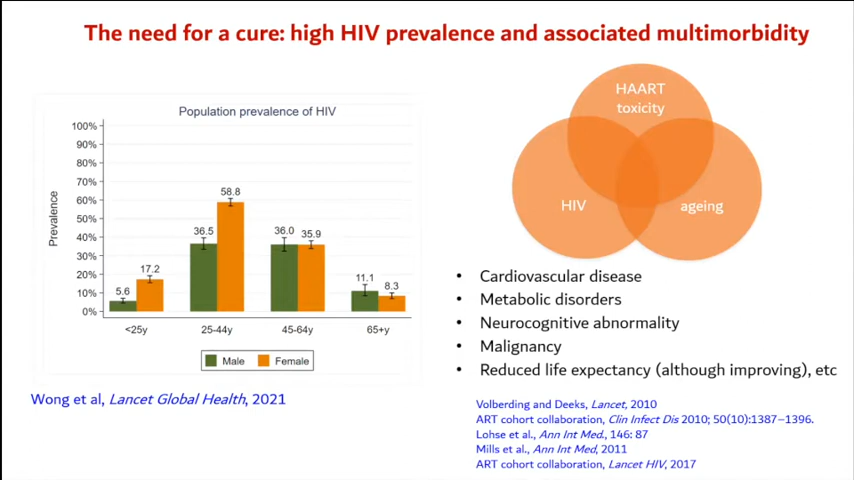 The need for a cure: high HIV prevalence and associated multimorbidity
Population prevalence of HIV
Prevalence
100%
90%
80%
70%
60%
50%
40%
30%
20%
10%
0%
5.6
17.2
36.5
58.8
36.0
35.9
11.1
8.3
<25y
25-44y
45-64y
65+y
Male
Female
Wong et al, Lancet Global Health, 2021
HAART
toxicity
HIV
ageing
• Cardiovascular disease
• Metabolic disorders
• Neurocognitive abnormality
• Malignancy
• Reduced life expectancy (although improving), etc
Volberding and Deeks, Lancet, 2010
ART cohort collaboration, Clin Infect Dis 2010; 50(10):1387–1396.
Lohse et al., Ann Int Med., 146: 87
Mills et al., Ann Int Med, 2011
ART cohort collaboration, Lancet HIV, 2017